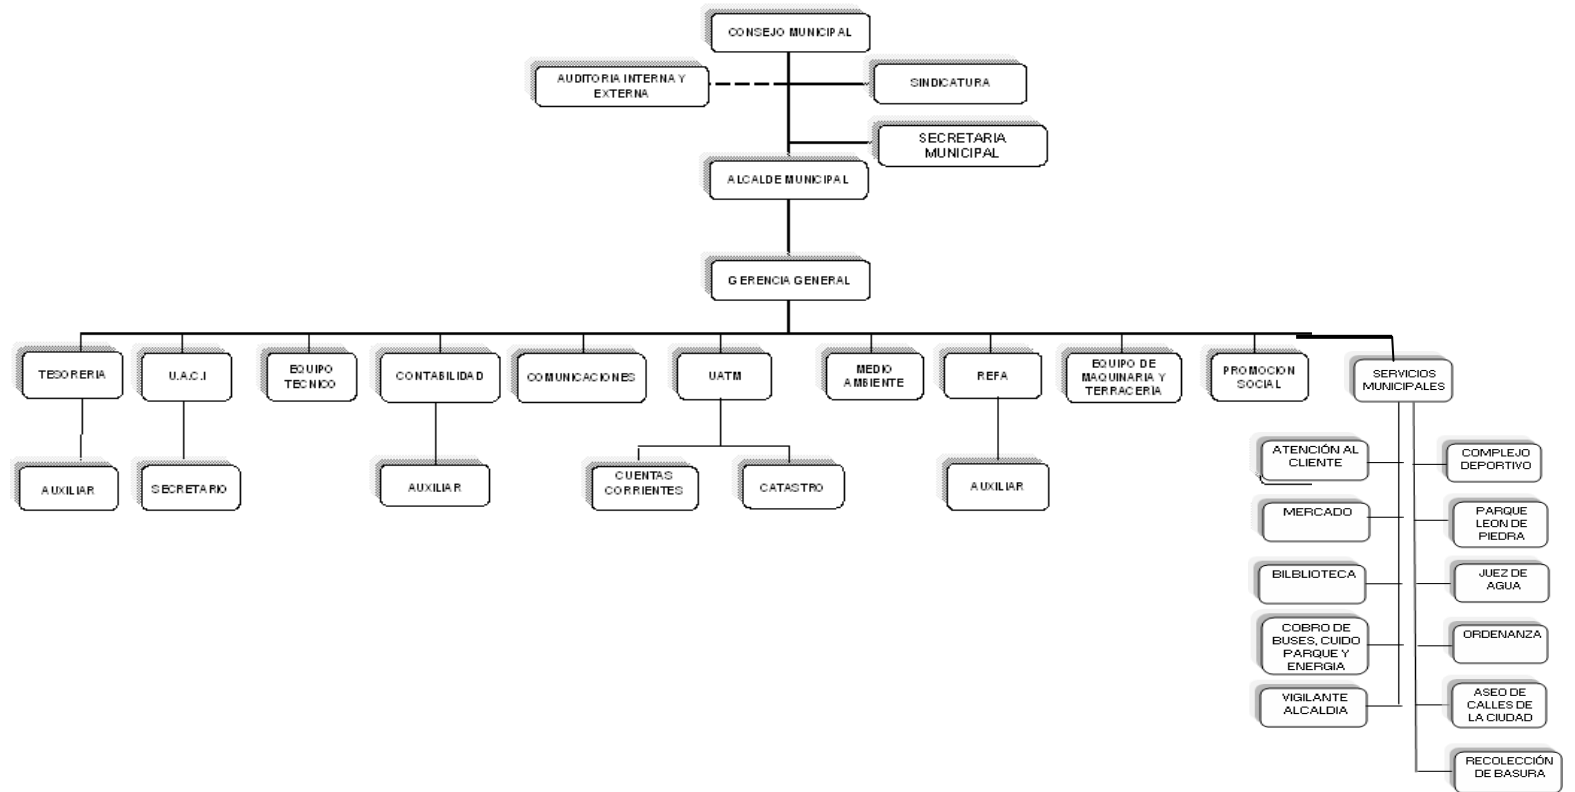 CONSEJO MUNICIPAL
AUDITORIA INTERNA Y
EXTERNA
SINDICATURA
SECRETARIA
MUNICIPAL
ALCALDE MUNICIPAL
GERENCIA GENERAL
TESORERIA
U.A.C.I
EQUIPO
TECNICO
CONTABILIDAD
COMUNICACIONES
UATM
MEDIO
AMBIENTE
REFA
EQUIPO DE
MAQUINARIA Y
TERRACERÍA
PROMOCION
SOCIAL
SERVICIOS
MUNICIPALES
AUXILIAR
SECRETARIO
AUXILIAR
CUENTAS
CORRIENTES
CATASTRO
AUXILIAR
ATENCIÓN AL
CLIENTE
COMPLEJO
DEPORTIVO
MERCADO
PARQUE
LEON DE
PIEDRA
BILBLIOTECA
JUEZ DE
AGUA
COBRO DE
BUSES, CUIDO
PARQUE Y
ENERGIA
ORDENANZA
VIGILANTE
ALCALDIA
ASEO DE
CALLES DE
LA CIUDAD
RECOLECCIÓN
DE BASURA